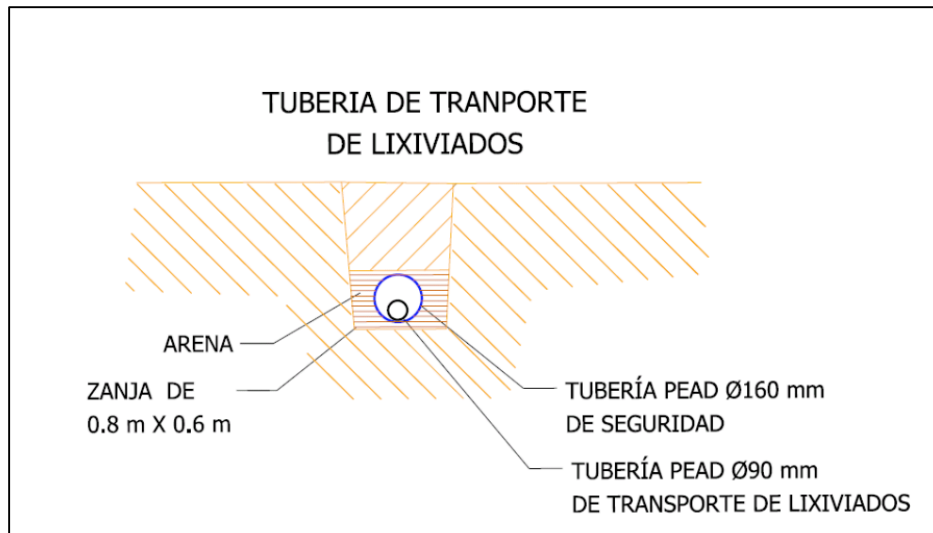 TUBERIA DE TRANPORTE
DE LIXIVIADOS
ARENA
ZANJA DE
0.8 m X 0.6 m
TUBERÍA PEAD Ø160 mm
DE SEGURIDAD
TUBERÍA PEAD Ø90 mm
DE TRANSPORTE DE LIXIVIADOS